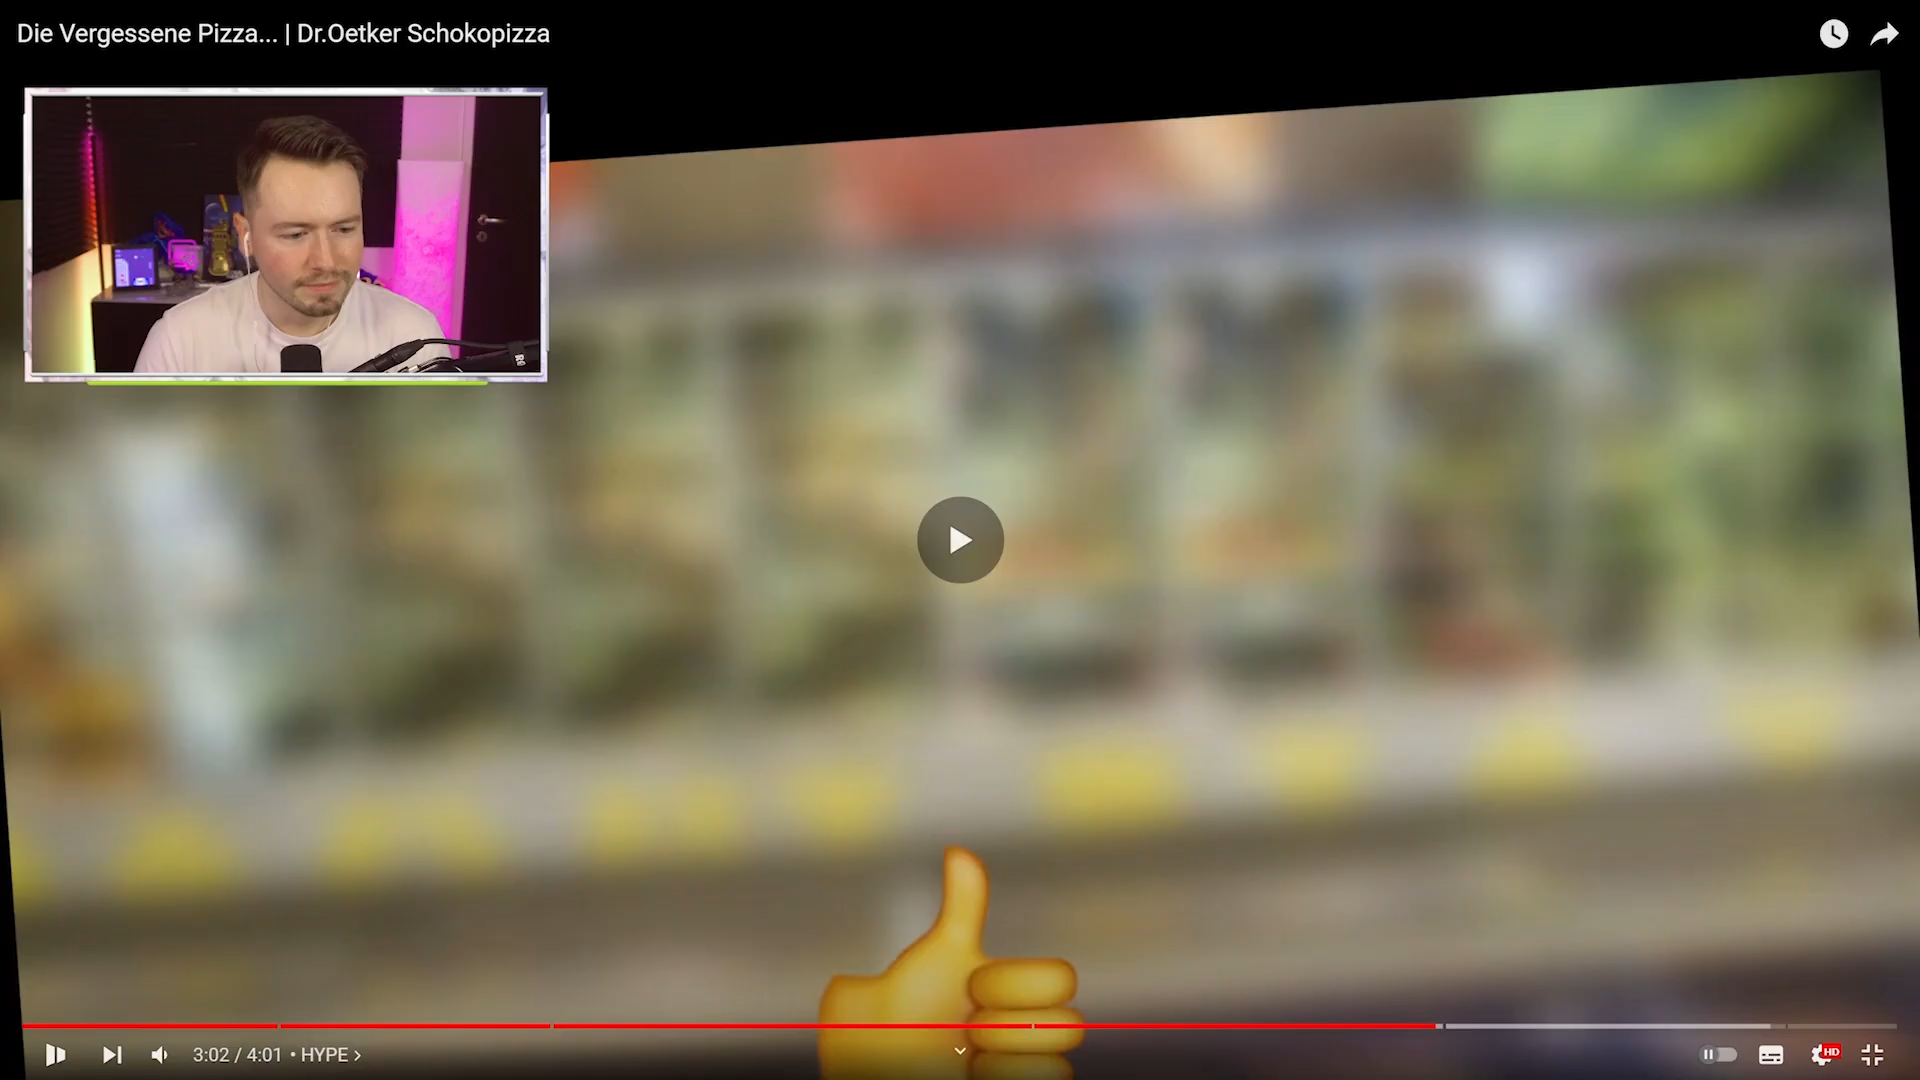 Die Vergessene Pizza... | Dr.Oetker Schokopizza
3:02 / 4:01 • HYPE ›
HD